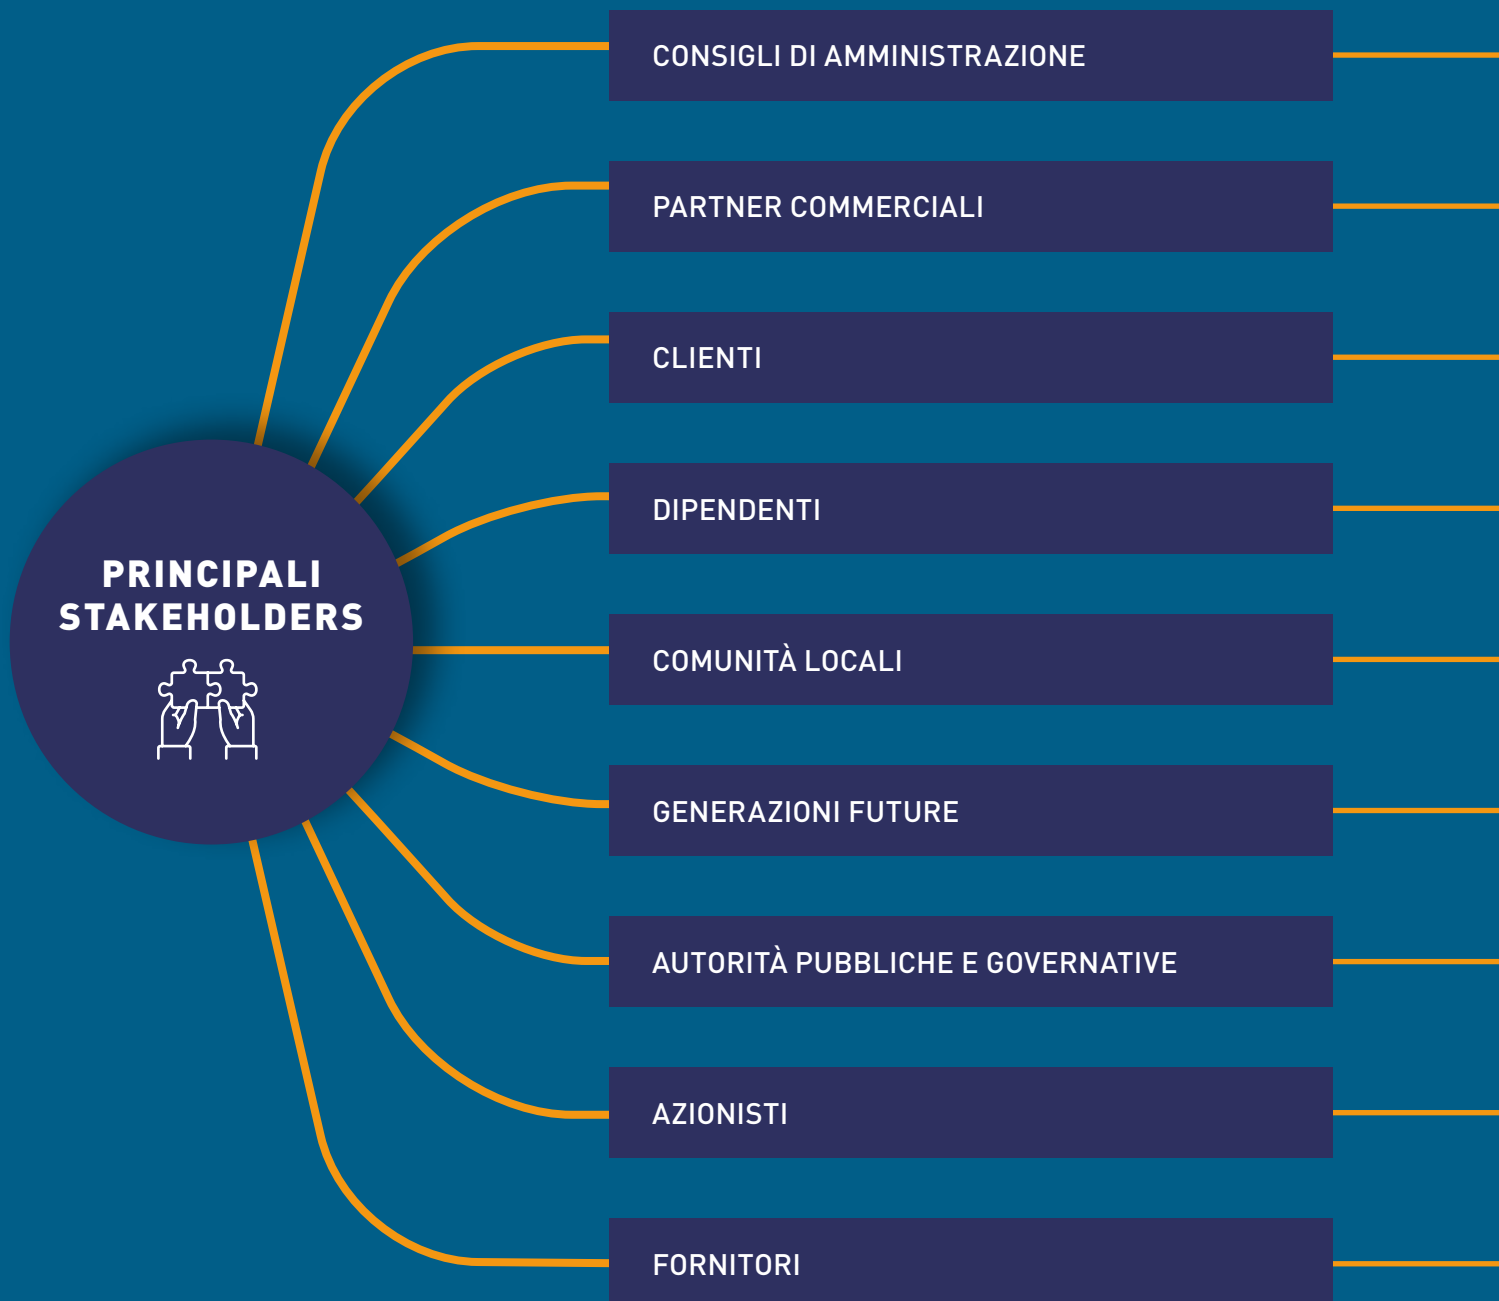 CONSIGLI DI AMMINISTRAZIONE
PARTNER COMMERCIALI
CLIENTI
DIPENDENTI
PRINCIPALI
STAKEHOLDERS
COMUNITÀ LOCALI
GENERAZIONI FUTURE
AUTORITÀ PUBBLICHE E GOVERNATIVE
AZIONISTI
FORNITORI